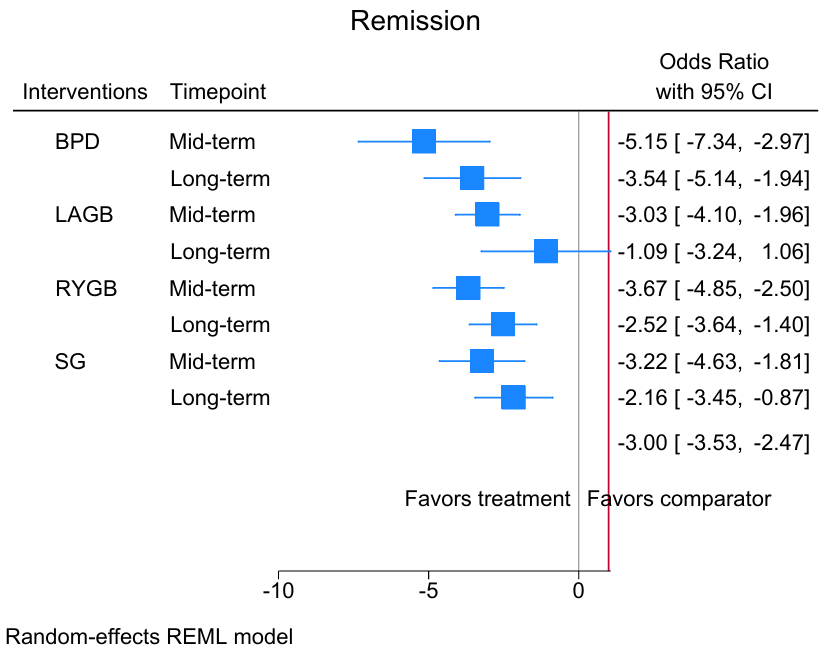 Remission
Odds Ratio
Interventions Timepoint with 95% CI
BPD Mid-term -5.15 [ -7.34, -2.97]
Long-term -3.54 [ -5.14, -1.94]
LAGB Mid-term -3.03 [ -4.10, -1.96]
Long-term -1.09 [ -3.24, 1.06]
RYGB Mid-term -3.67 [ -4.85, -2.50]
Long-term -2.52 [ -3.64, -1.40]
SG Mid-term -3.22 [ -4.63, -1.81]
Long-term -2.16 [ -3.45, -0.87]
-3.00 [ -3.53, -2.47]
Favors treatment Favors comparator
-10 -5 0
Random-effects REML model